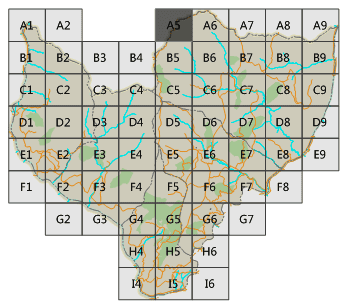 A1 A2 A5 A6 A7 A8 A9
B1 B2 B3 B4 B5 B6 B7 B8 B9
C1 C2 C3 C4 C5 C6 C7 C8 C9
D1 D2 D3 D4 D5 D6 D7 D8 D9
E1 E2 E3 E4 E5 E6 E7 E8 E9
F1 F2 F3 F4 F5 F6 F7 F8
G2 G3 G4 G5 G6 G7
H4 H5 H6
I4 I5 I6